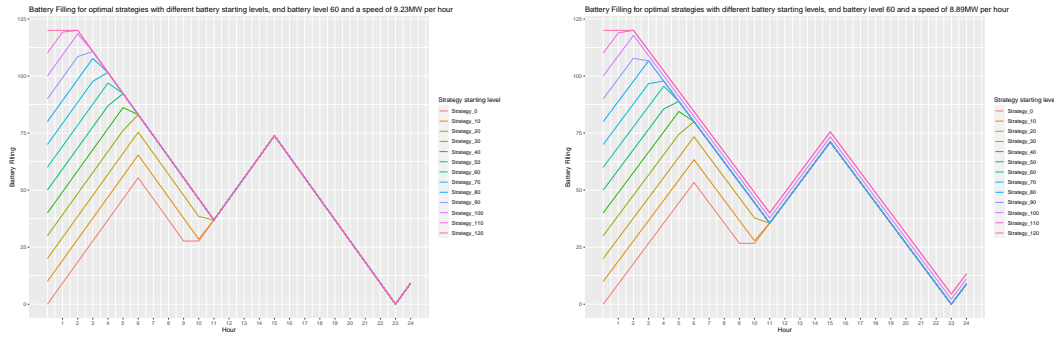 Battery Filling for optimal strategies with different battery starting levels, end battery level 60 and a speed of 9.23MW per hour
125
100
75
50
25
0
Battery Filling
1 2 3 4 5 6 7 8 9 10 11 12 13 14 15 16 17 18 19 20 21 22 23 24
Hour
Strategy starting level
Strategy_0
Strategy_10
Strategy_20
Strategy_30
Strategy_40
Strategy_50
Strategy_60
Strategy_70
Strategy_80
Strategy_90
Strategy_100
Strategy_110
Strategy_120
Battery Filling for optimal strategies with different battery starting levels, end battery level 60 and a speed of 8.89MW per hour
125
100
75
50
25
0
Battery Filling
1 2 3 4 5 6 7 8 9 10 11 12 13 14 15 16 17 18 19 20 21 22 23 24
Hour
Strategy starting leve
Strategy_0
Strategy_10
Strategy_20
Strategy_30
Strategy_40
Strategy_50
Strategy_60
Strategy_70
Strategy_80
Strategy_90
Strategy_100
Strategy_110
Strategy_120